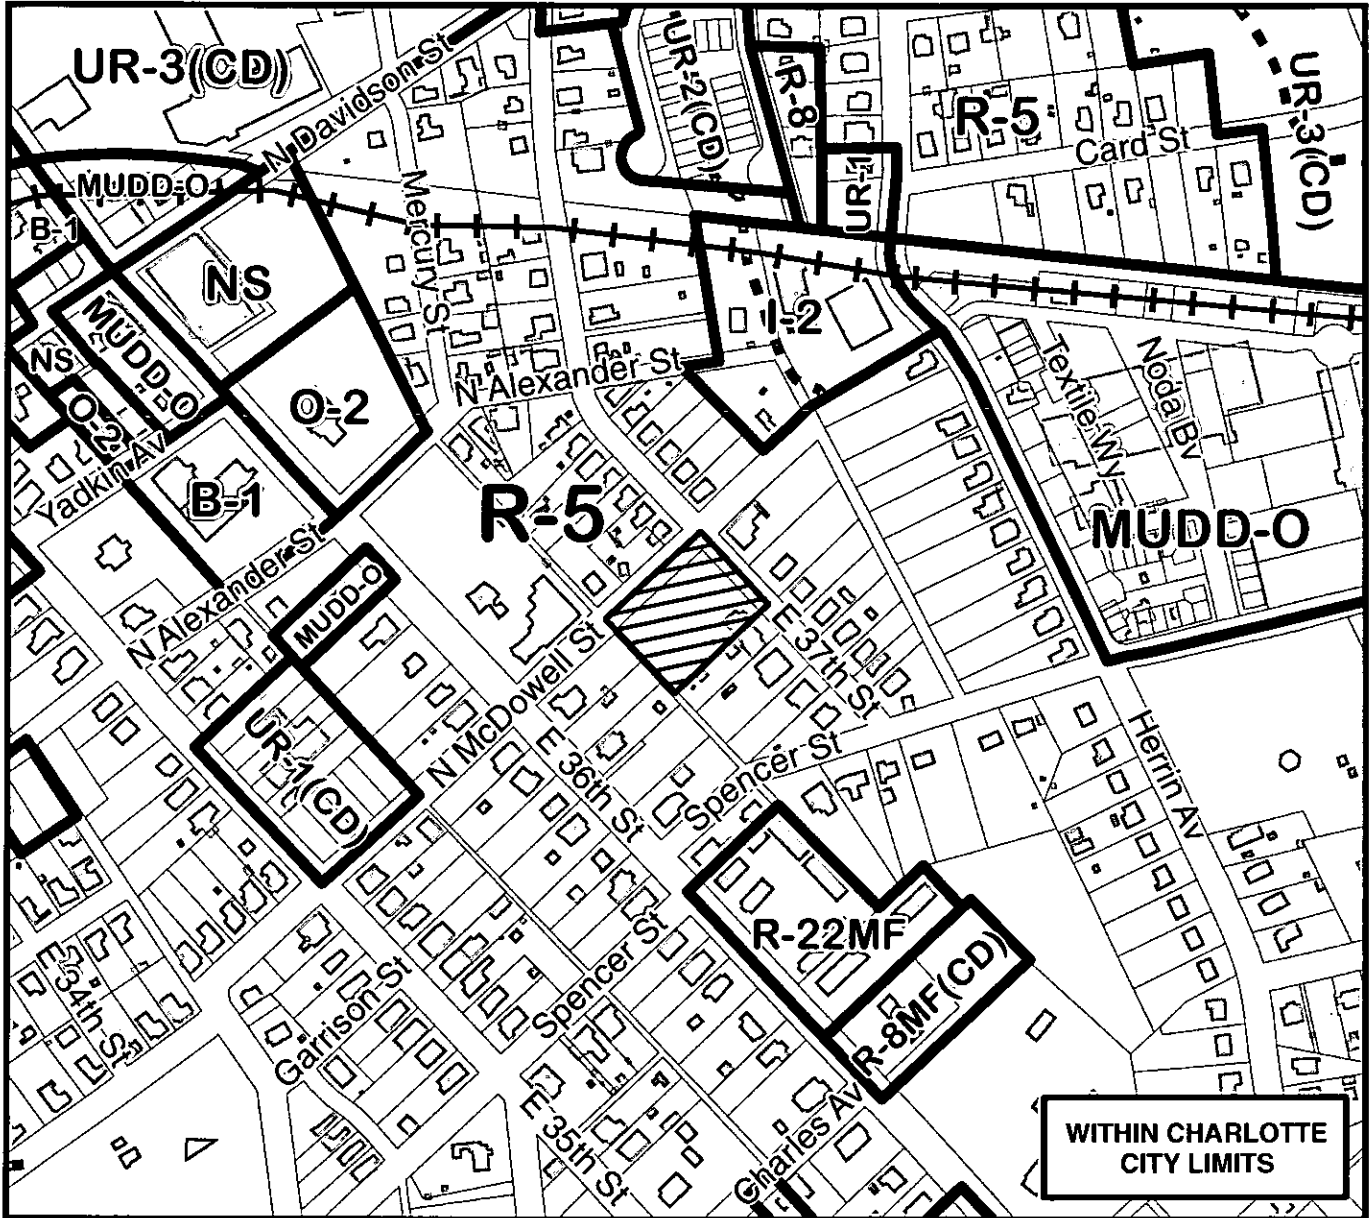 UR-3(CD)
N Davidson St
UR-2(CD)
R-8
R-5
Card St
UR-3(CD)
MUDD-O
B-1
Mercury St
UR-1
NS
MUDD-O
NS
I-2
O-2
O-2
N Alexander St
Textile Wy
Noda Bv
Yadkin Av
B-1
R-5
MUDD-O
N Alexander St
MUDD-O
E 37th St
N McDowell St
UR-1(CD)
E 36th St
Spencer St
Herrin Av
R-22MF
R-8MF(CD)
E 34th St
Garrison St
Spencer St
E 35th St
Charles Av
WITHIN CHARLOTTE
CITY LIMITS